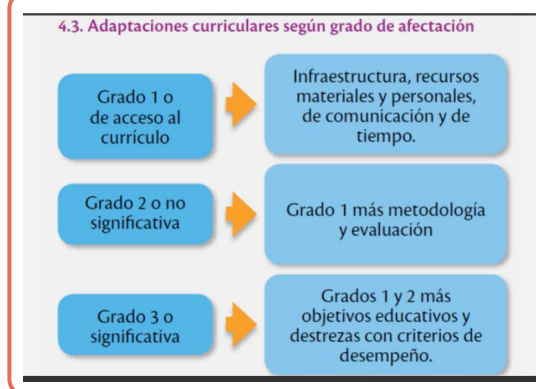 4.3. Adaptaciones curriculares según grado de afectación
Grado 1 o
de acceso al
currículo
Infraestructura, recursos
materiales y personales,
de comunicación y de
tiempo.
Grado 2 o no
significativa
Grado 1 más metodología
y evaluación
Grado 3 o
significativa
Grados 1 y 2 más
objetivos educativos y
destrezas con criterios de
desempeño.